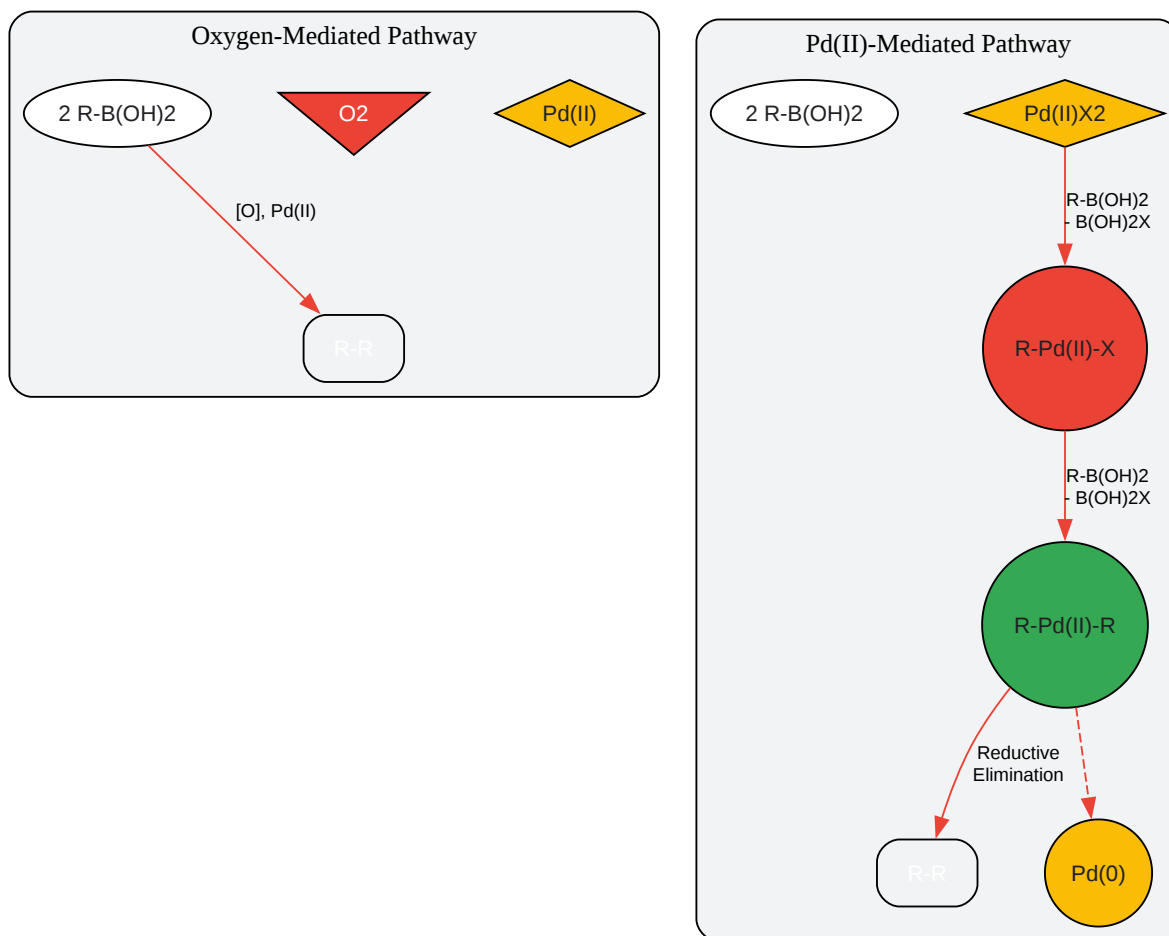 Oxygen-Mediated Pathway
2 R-B(OH)2
O2
Pd(II)
[O], Pd(II)
R-R
Pd(II)-Mediated Pathway
2 R-B(OH)2
Pd(II)X2
R-B(OH)2
- B(OH)2X
R-Pd(II)-X
R-B(OH)2
- B(OH)2X
R-Pd(II)-R
Reductive
Elimination
R-R
Pd(0)